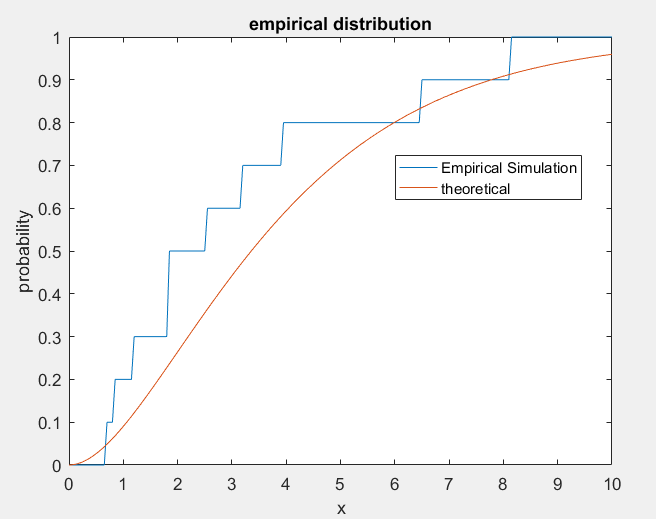 empirical distribution
1
0.9
0.8
0.7
0.6
0.5
0.4
0.3
0.2
0.1
0
probability
Empirical Simulation
theoretical
0 1 2 3 4 5 6 7 8 9 10
x